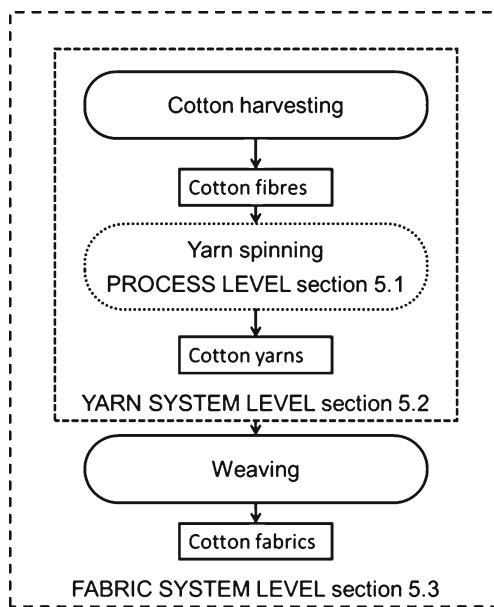 Cotton harvesting
Cotton fibres
Yarn spinning
PROCESS LEVEL section 5.1
Cotton yarns
YARN SYSTEM LEVEL section 5.2
Weaving
Cotton fabrics
FABRIC SYSTEM LEVEL section 5.3